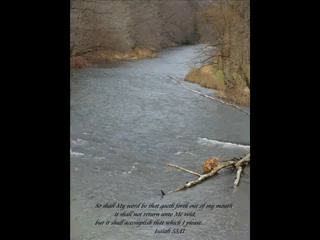 So shall My word be that goeth forth out of my mouth
it shall not return unto Me void,
but it shall accomplish that which I please...
Isaiah 55:11